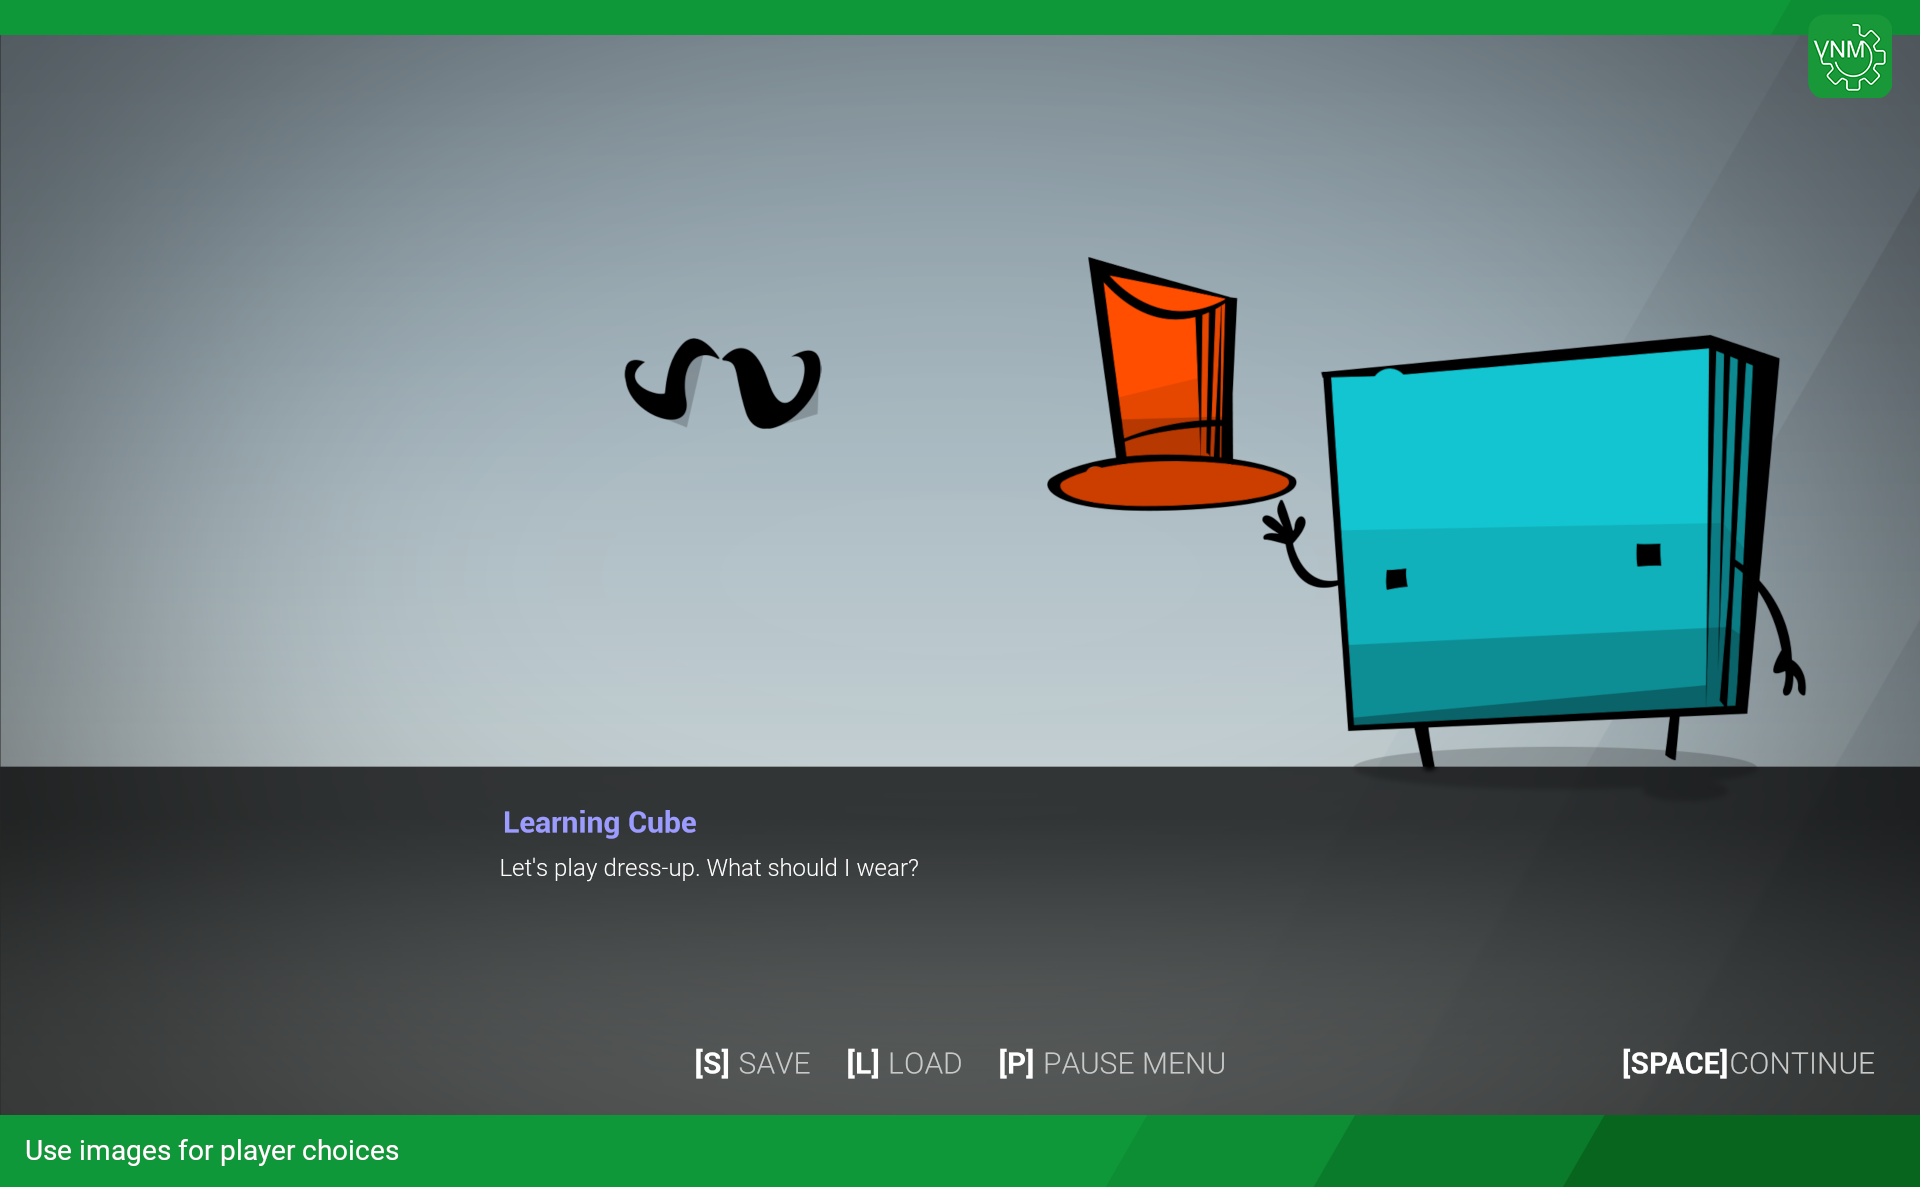 VNM
Learning Cube
Let's play dress-up. What should I wear?
[S] SAVE [L] LOAD [P] PAUSE MENU [SPACE]CONTINUE
Use images for player choices